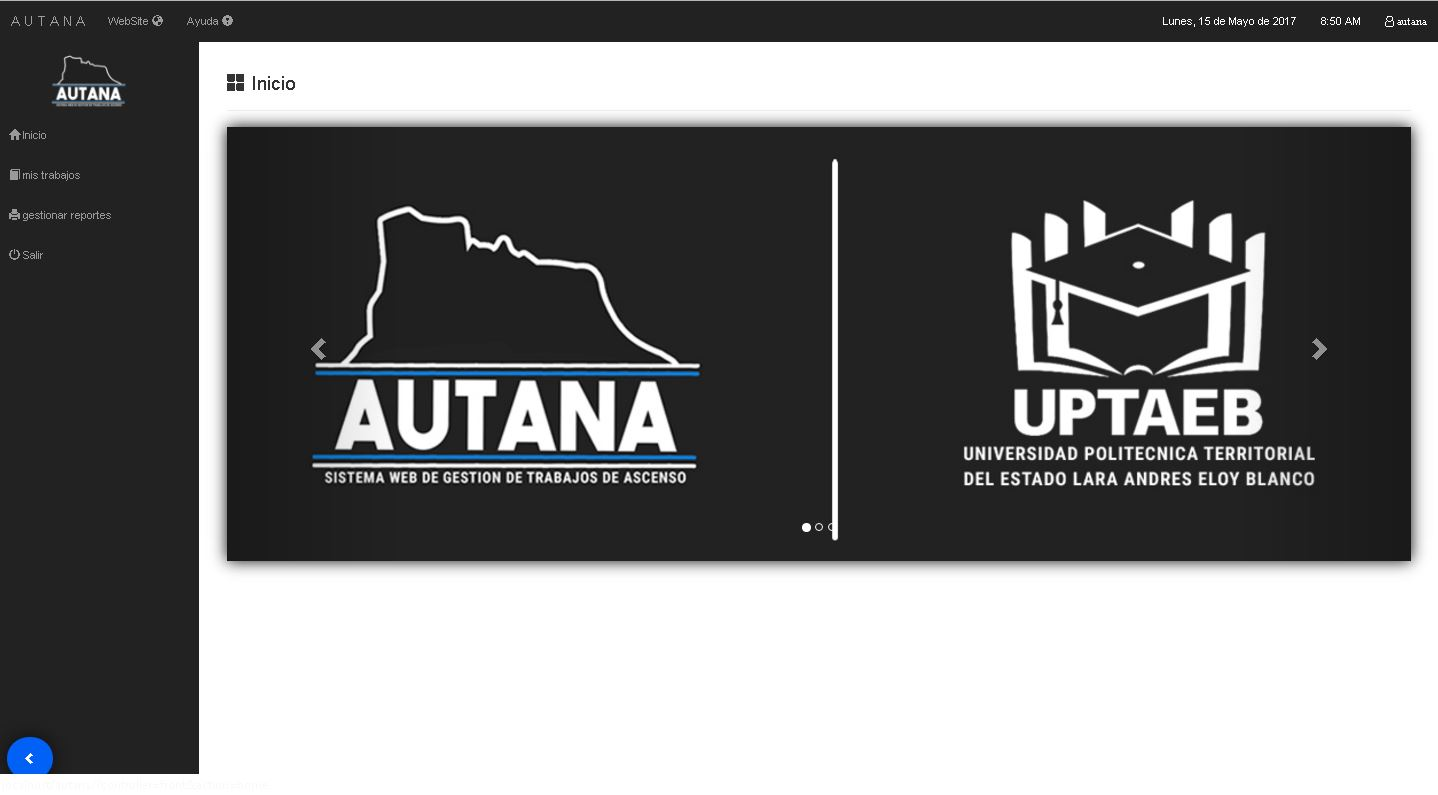 AUTANA WebSite Ayuda Lunes, 15 de Mayo de 2017 8:50 AM autana
AUTANA
Inicio
mis trabajos
gestionar reportes
Salir
Inicio
AUTANA
SISTEMA WEB DE GESTION DE TRABAJOS DE ASCENSO
UPTAEB
UNIVERSIDAD POLITECNICA TERRITORIAL
DEL ESTADO LARA ANDRES ELOY BLANCO